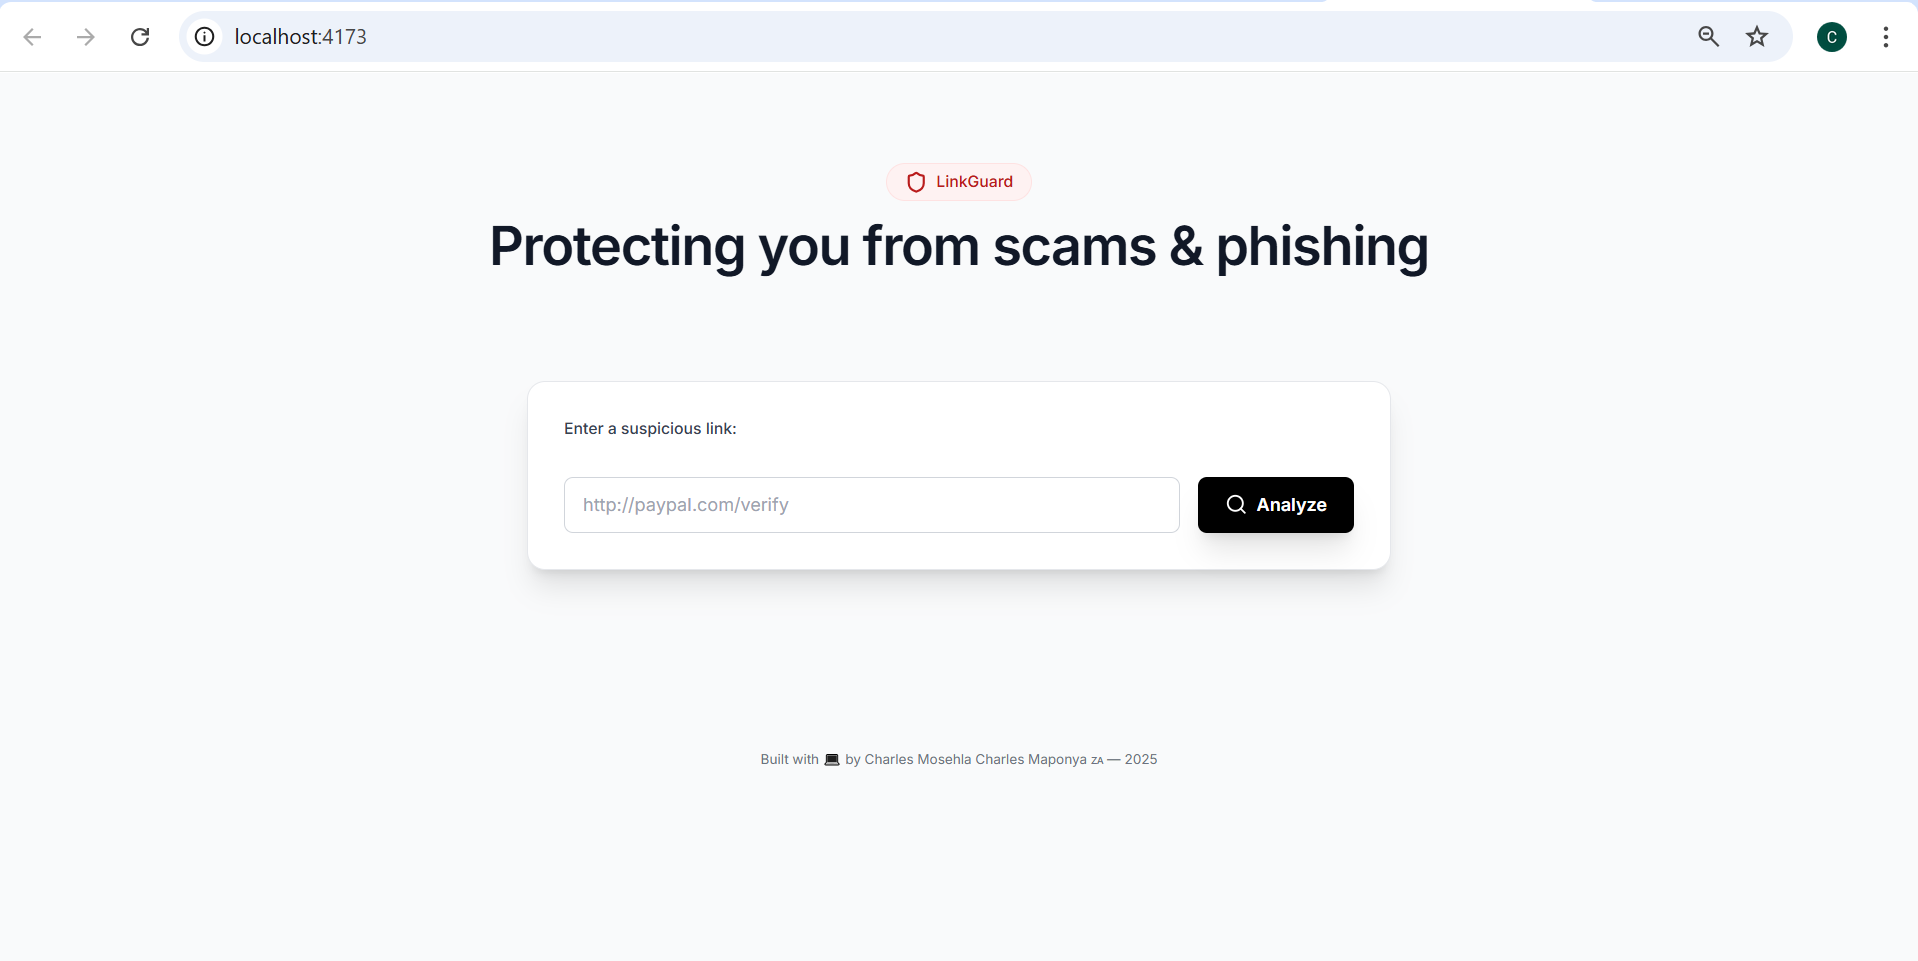 localhost:4173
C
LinkGuard
Protecting you from scams & phishing
Enter a suspicious link:
http://paypal.com/verify
Analyze
Built with 💻 by Charles Mosehla Charles Maponya ZA — 2025